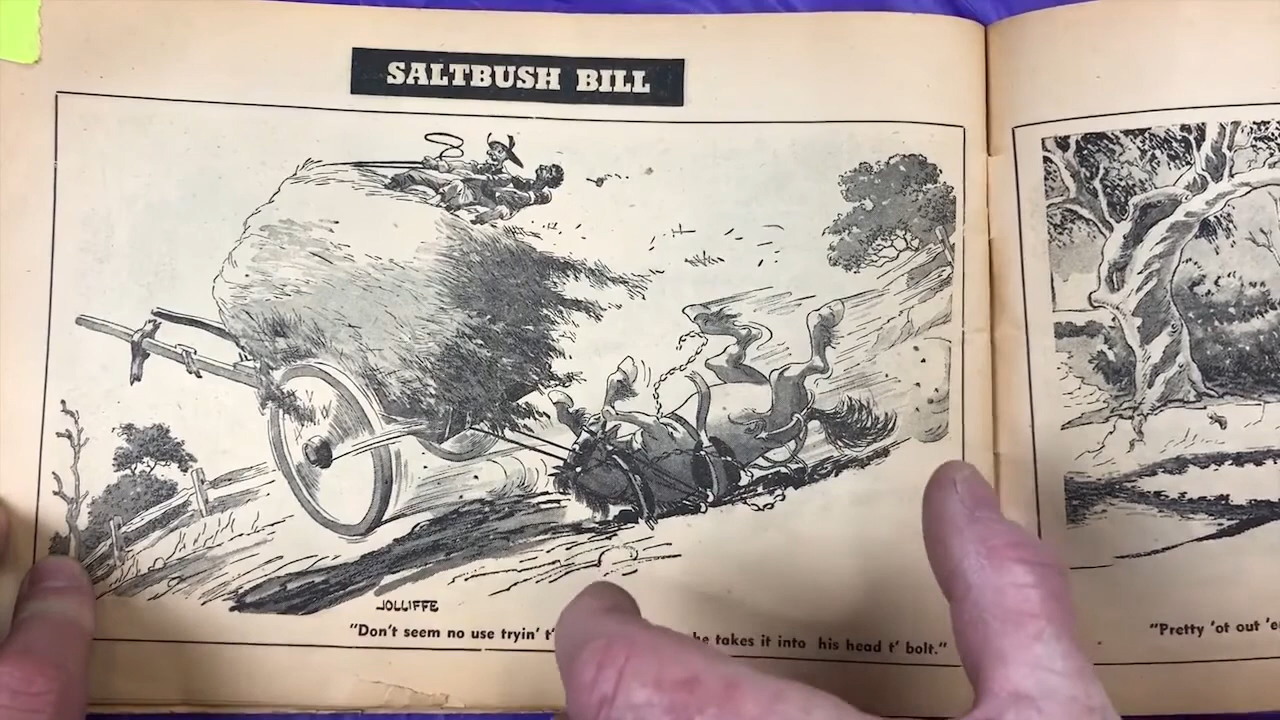 SALTBUSH BILL
JOLLIFFE
"Don't seem no use tryin' t' he takes it into his head t' bolt."
"Pretty 'ot out